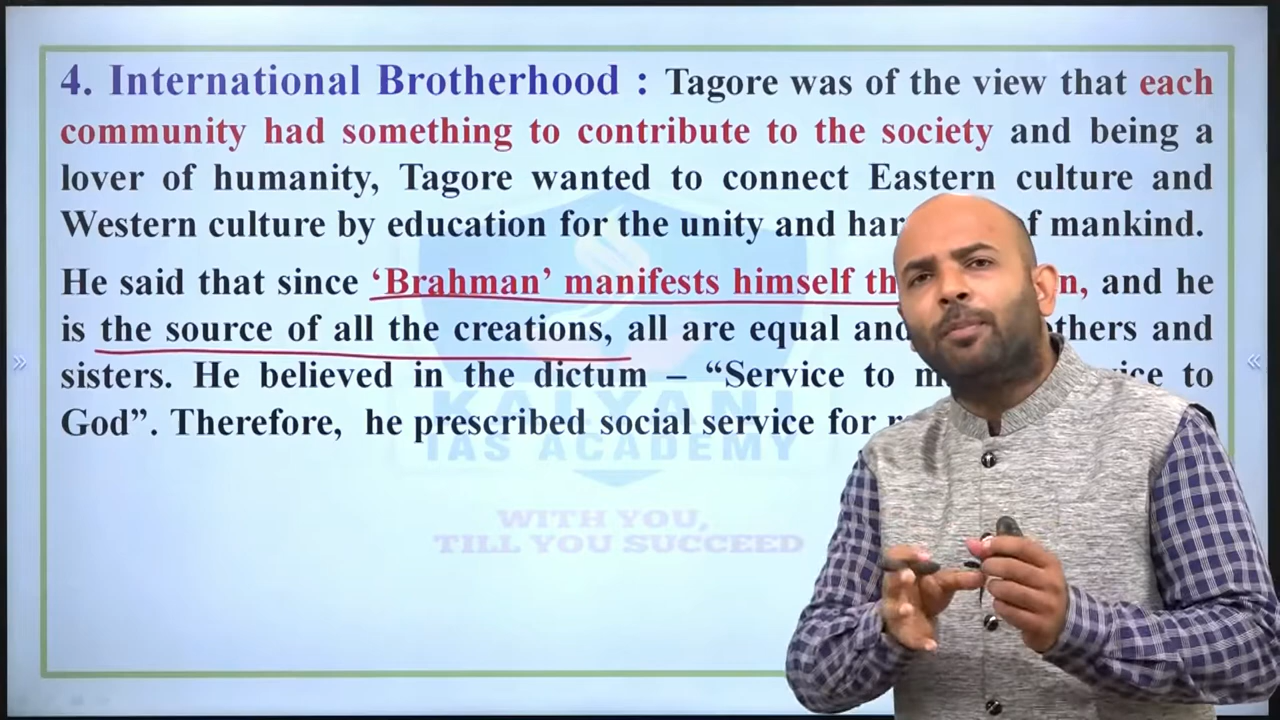 4. International Brotherhood : Tagore was of the view that each
community had something to contribute to the society and being a
lover of humanity, Tagore wanted to connect Eastern culture and
Western culture by education for the unity and of mankind.
He said that since ‘Brahman’ manifests himself and he
is the source of all the creations, all are equal and and
sisters. He believed in the dictum – “Service to to
God”. Therefore, he prescribed social service for
KALYANI
IAS ACADEMY
WITH YOU,
TILL YOU SUCCEED